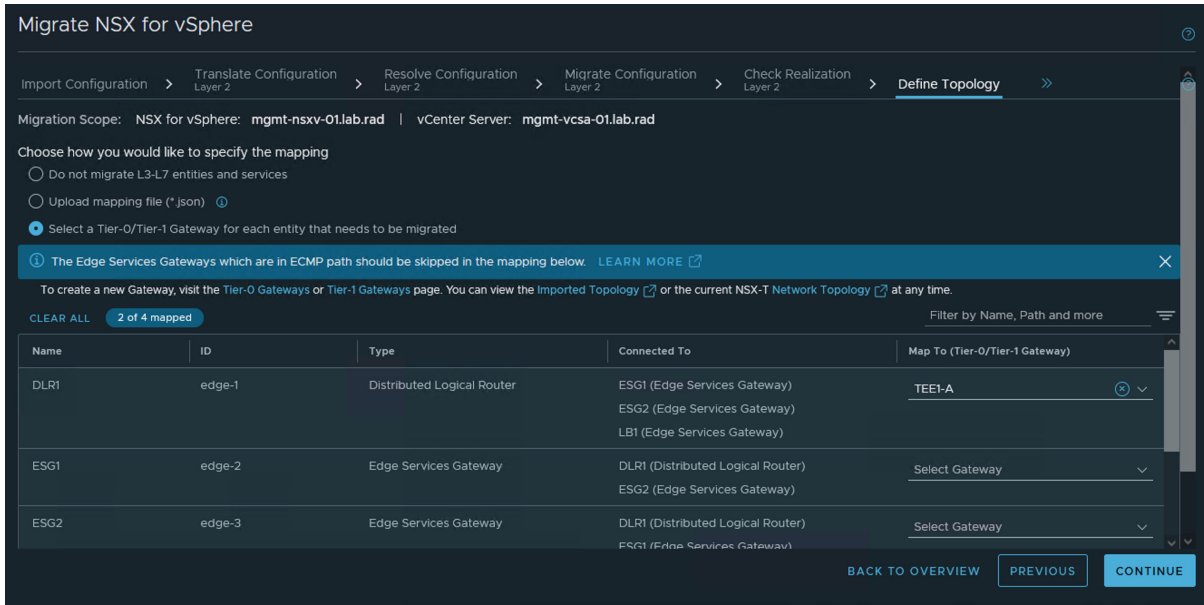 Migrate NSX for vSphere
Import Configuration
Translate Configuration
Layer 2
Resolve Configuration
Layer 2
Migrate Configuration
Layer 2
Check Realization
Layer 2
Define Topology
Migration Scope: NSX for vSphere: mgmt-nsxv-01.lab.rad | vCenter Server: mgmt-vcsa-01.lab.rad
Choose how you would like to specify the mapping
Do not migrate L3-L7 entities and services
Upload mapping file (*.json)
Select a Tier-0/Tier-1 Gateway for each entity that needs to be migrated
The Edge Services Gateways which are in ECMP path should be skipped in the mapping below. LEARN MORE
To create a new Gateway, visit the Tier-0 Gateways or Tier-1 Gateways page. You can view the Imported Topology or the current NSX-T Network Topology at any time.
CLEAR ALL 2 of 4 mapped Filter by Name, Path and more
Name ID Type Connected To Map To (Tier-0/Tier-1 Gateway)
DLR1 edge-1 Distributed Logical Router ESG1 (Edge Services Gateway) TEE1-A
ESG2 (Edge Services Gateway)
LB1 (Edge Services Gateway)
ESG1 edge-2 Edge Services Gateway DLR1 (Distributed Logical Router) Select Gateway
ESG2 (Edge Services Gateway)
ESG2 edge-3 Edge Services Gateway DLR1 (Distributed Logical Router) Select Gateway
ESG1 (Edge Services Gateway)
BACK TO OVERVIEW PREVIOUS CONTINUE